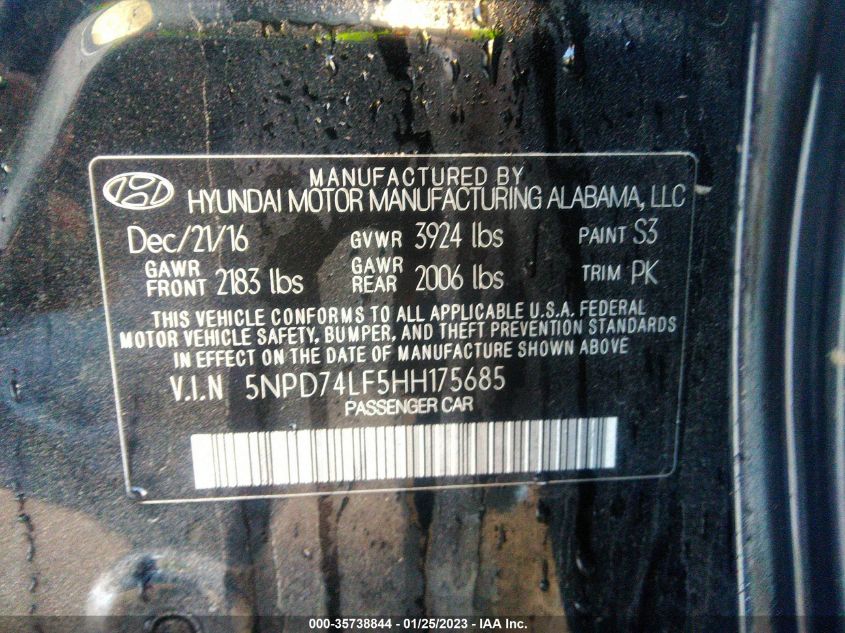 MANUFACTURED BY
HYUNDAI MOTOR MANUFACTURING ALABAMA, LLC
Dec/21/16 GVWR 3924 lbs PAINT S3
GAWR FRONT 2183 lbs GAWR REAR 2006 lbs TRIM PK
THIS VEHICLE CONFORMS TO ALL APPLICABLE U.S.A. FEDERAL
MOTOR VEHICLE SAFETY, BUMPER, AND THEFT PREVENTION STANDARDS
IN EFFECT ON THE DATE OF MANUFACTURE SHOWN ABOVE
V.I.N 5NPD74LF5HH175685
PASSENGER CAR
000-35738844 - 01/25/2023 - IAA Inc.